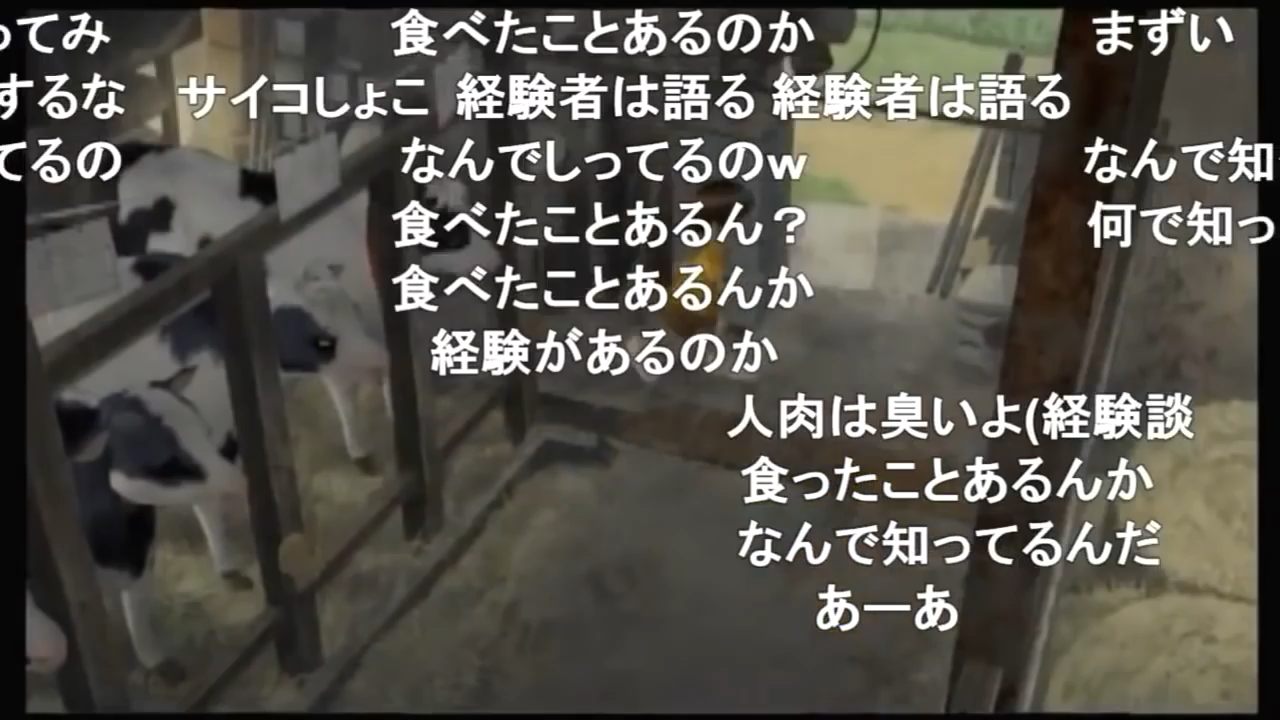 ってみ 食べたことあるのか まずい
するな サイコしょこ 経験者は語る 経験者は語る
てるの なんでしってるのw なんで知
食べたことあるん？ 何で知っ
食べたことあるんか
経験があるのか
人肉は臭いよ(経験談
食ったことあるんか
なんで知ってるんだ
あーあ